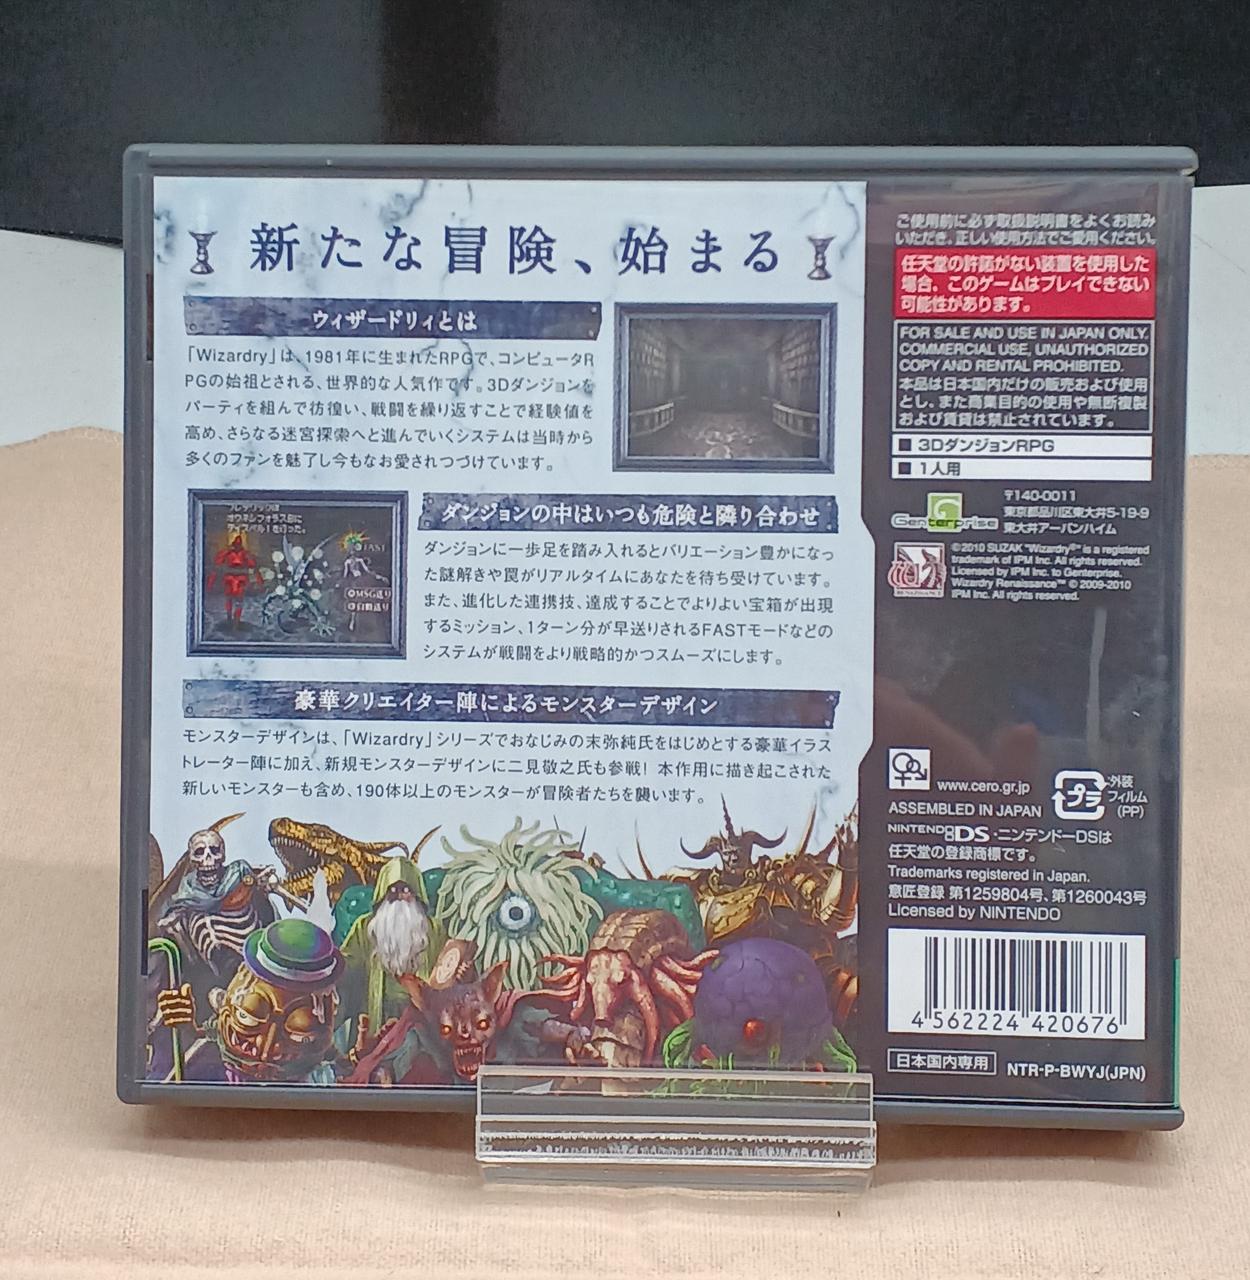 新たな冒険、始まる
ウィザードリィとは
「Wizardry」は、1981年に生まれたRPGで、コンピュータR
PGの始祖とされる、世界的な人気作です。3Dダンジョンを
パーティを組んで彷徨い、戦闘を繰り返すことで経験値を
高め、さらなる迷宮探索へと進んでいくシステムは当時から
多くのファンを魅了し今もなお愛されつづけています。
FAST
MSG送り
自動送り
ダンジョンの中はいつも危険と隣り合わせ
ダンジョンに一歩足を踏み入れるとバリエーション豊かになっ
た謎解きや罠がリアルタイムにあなたを待ち受けています。
また、進化した連携技、達成することでよりよい宝箱が出現
するミッション、1ターン分が早送りされるFASTモードなどの
システムが戦闘をより戦略的かつスムーズにします。
豪華クリエイター陣によるモンスターデザイン
モンスターデザインは、「Wizardry」シリーズでおなじみの末弥純氏をはじめとする豪華イラス
トレーター陣に加え、新規モンスターデザインに二見敬之氏も参戦! 本作用に描き起こされた
新しいモンスターも含め、190体以上のモンスターが冒険者たちを襲います。
ご使用前に必ず取扱説明書をよくお読み
いただき、正しい使用方法でご愛用ください。
任天堂の許諾がない装置を使用した
場合、このゲームはプレイできない
可能性があります。
FOR SALE AND USE IN JAPAN ONLY.
COMMERCIAL USE, UNAUTHORIZED
COPY AND RENTAL PROHIBITED.
本品は日本国内だけの販売および使用
とし、また商業目的の使用や無断複製
および賃貸は禁止されています。
■ 3DダンジョンRPG
■ 1人用
Genterprise
〒140-0011
東京都品川区東大井5-19-9
東大井アーバンハイム
RENAISSANCE
©2010 SUZAK "Wizardry®" is a registered
trademark of IPM Inc. All rights reserved.
Licensed by IPM Inc. to Genterprise.
Wizardry Renaissance™ © 2009-2010
IPM Inc. All rights reserved.
www.cero.gr.jp
プラ
外装
フィルム
(PP)
ASSEMBLED IN JAPAN
NINTENDO DS・ニンテンドーDSは
任天堂の登録商標です。
Trademarks registered in Japan.
意匠登録 第1259804号、第1260043号
Licensed by NINTENDO
4 562224 420676
日本国内専用
NTR-P-BWYJ(JPN)